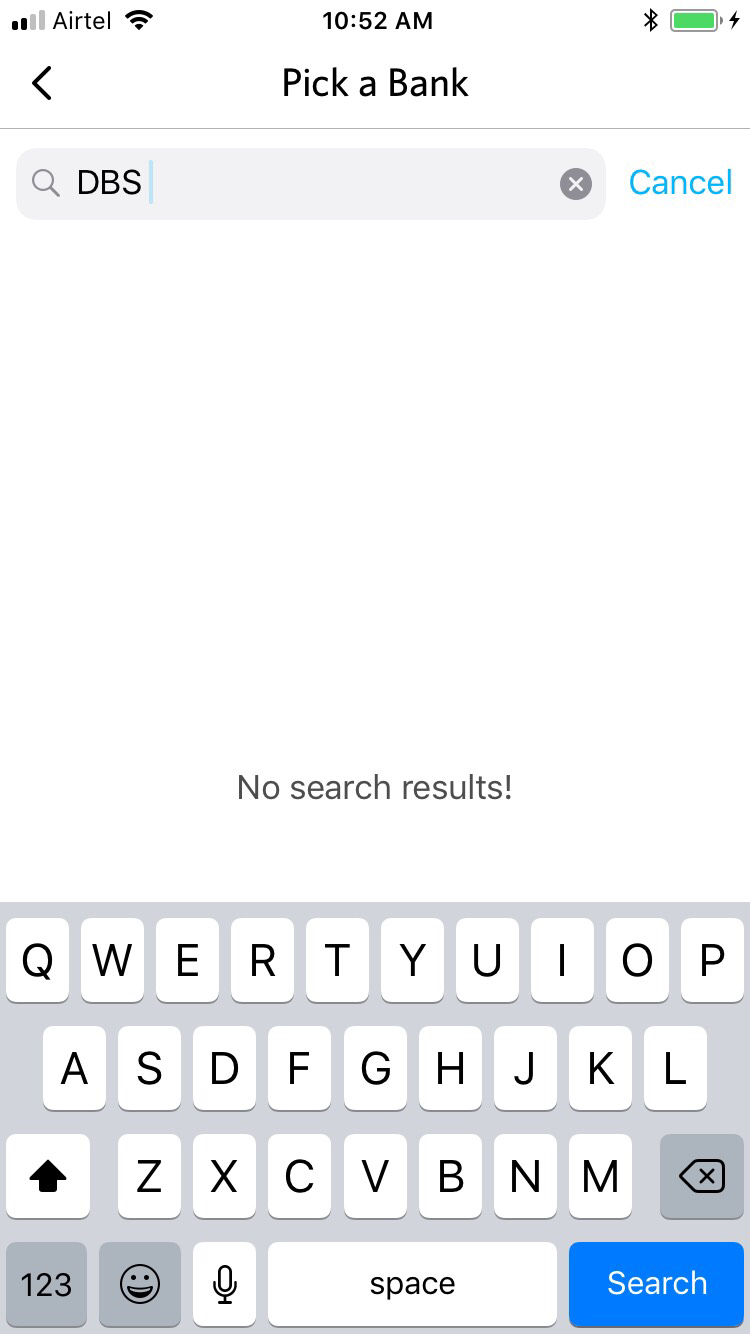 Airtel 10:52 AM
Pick a Bank
DBS Cancel
No search results!
Q W E R T Y U I O P
A S D F G H J K L
Z X C V B N M
123 space Search